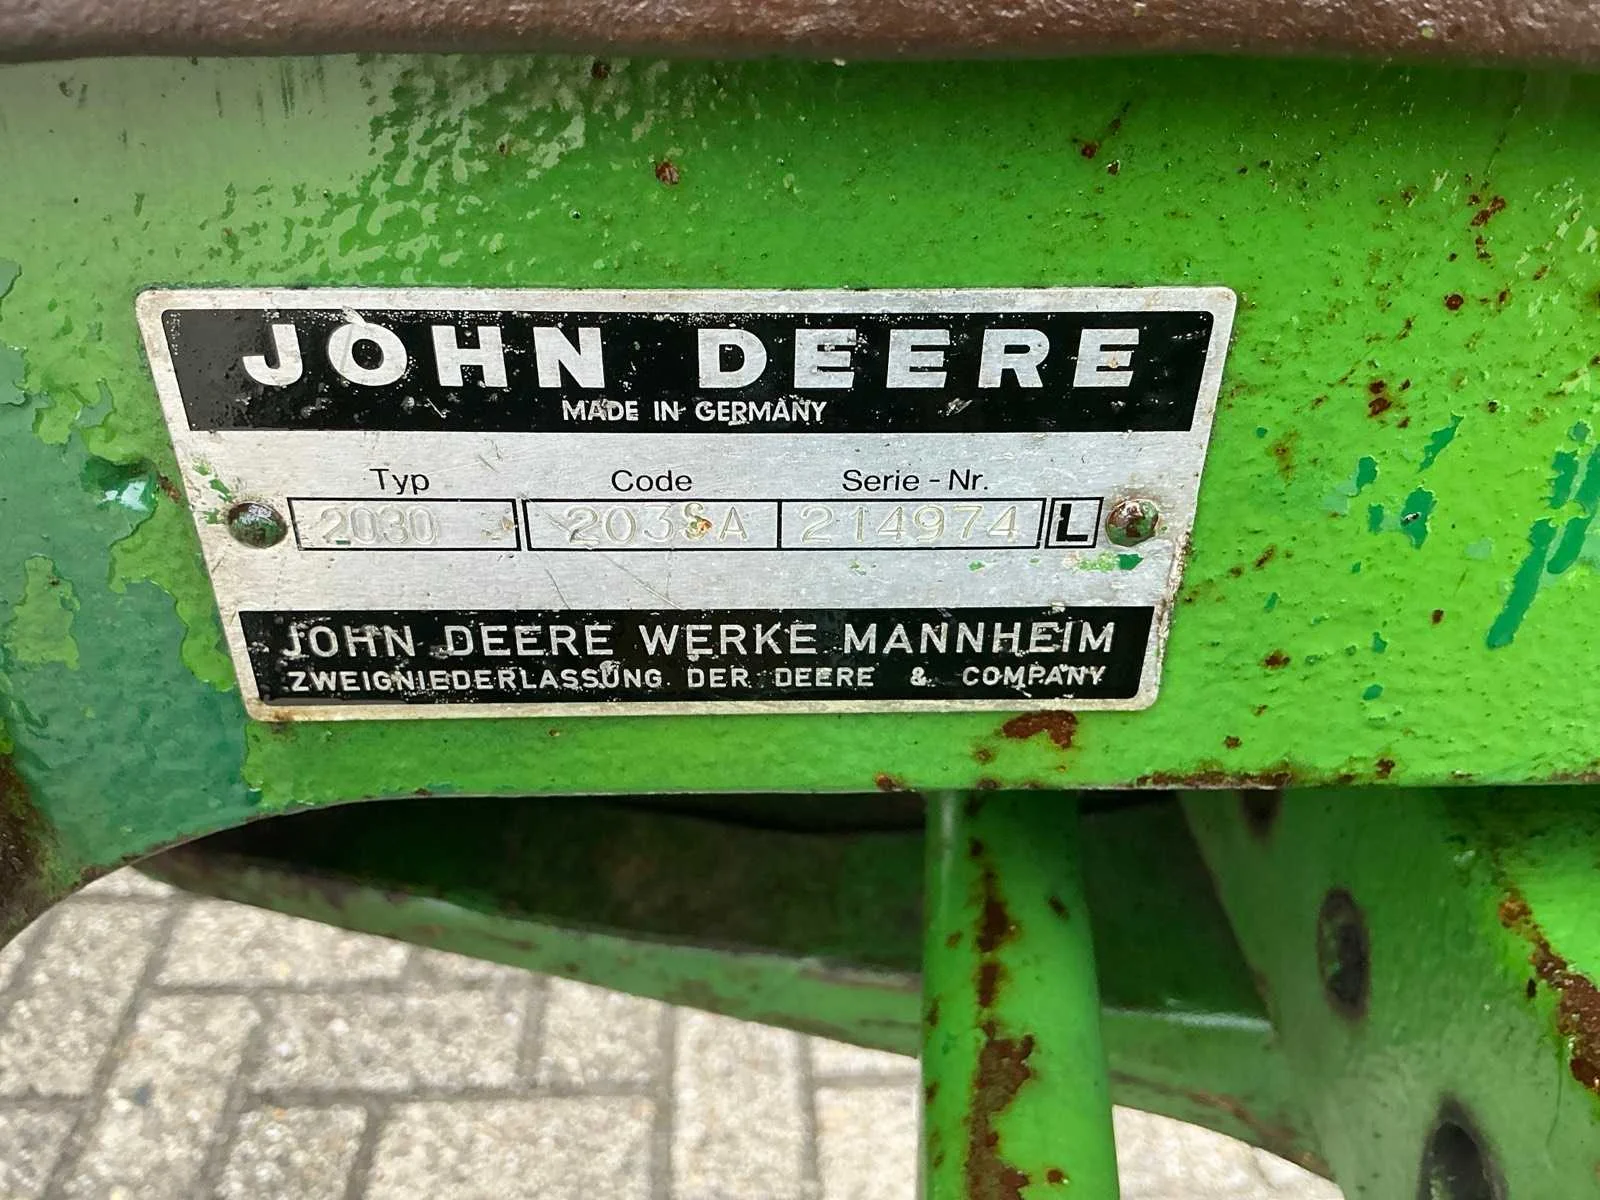 JOHN DEERE
MADE IN GERMANY
Typ Code Serie-Nr.
2030 214974 L
JOHN DEERE WERKE MANNHEIM
ZWEIGNIEDERLASSUNG DER DEERE & COMPANY